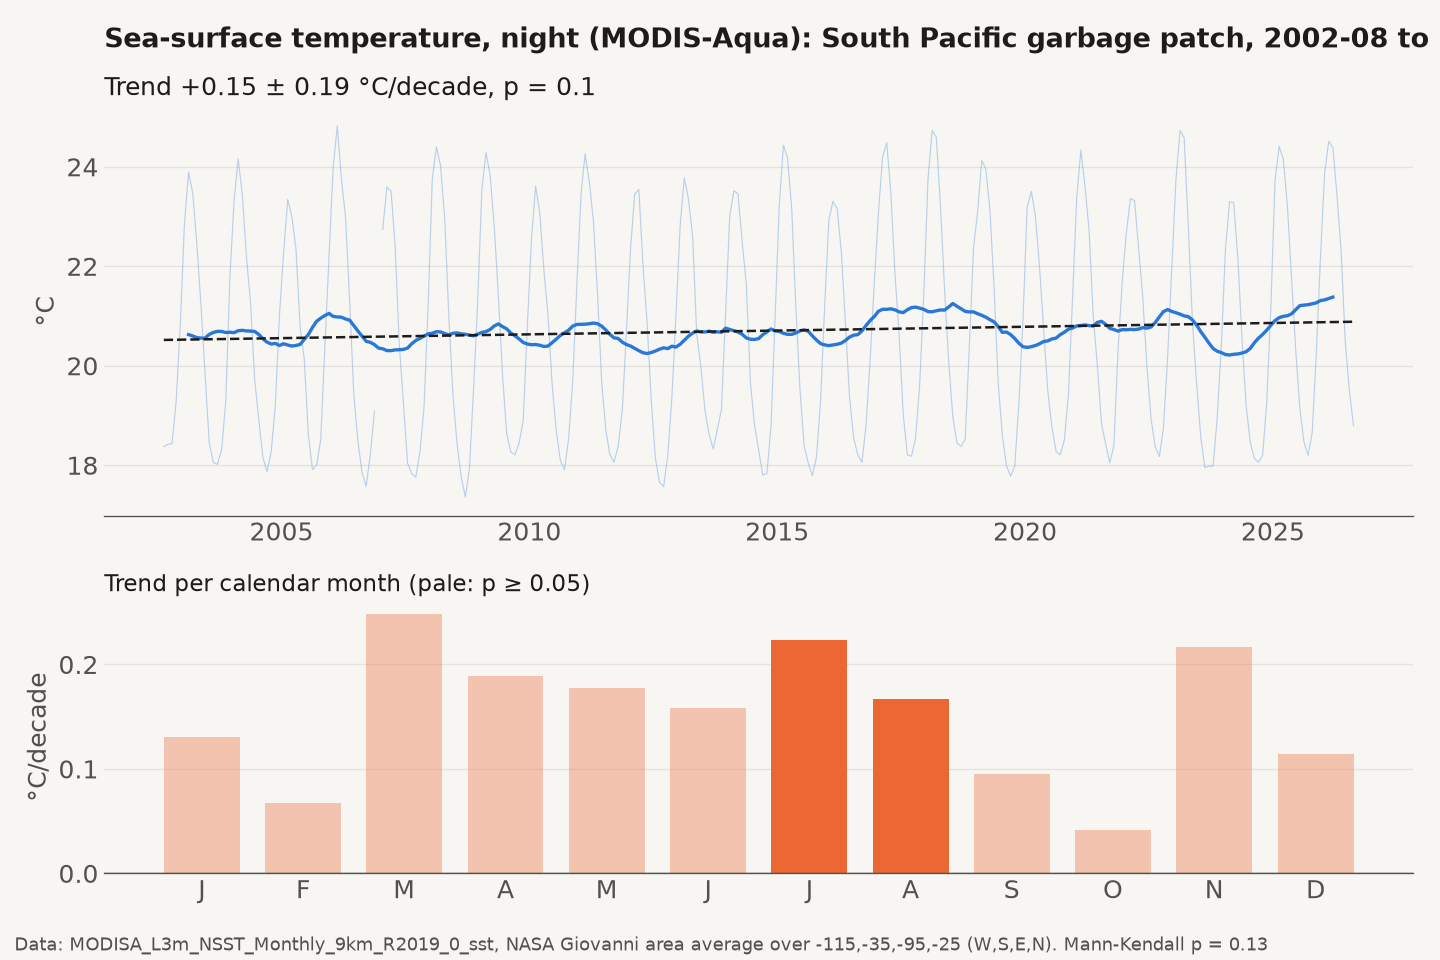 Sea-surface temperature, night (MODIS-Aqua): South Pacific garbage patch, 2002-08 to
Trend +0.15 ± 0.19 °C/decade, p = 0.1
°C
24
22
20
18
2005 2010 2015 2020 2025
Trend per calendar month (pale: p ≥ 0.05)
°C/decade
0.2
0.1
0.0
J F M A M J J A S O N D
Data: MODISA_L3m_NSST_Monthly_9km_R2019_0_sst, NASA Giovanni area average over -115,-35,-95,-25 (W,S,E,N). Mann-Kendall p = 0.13